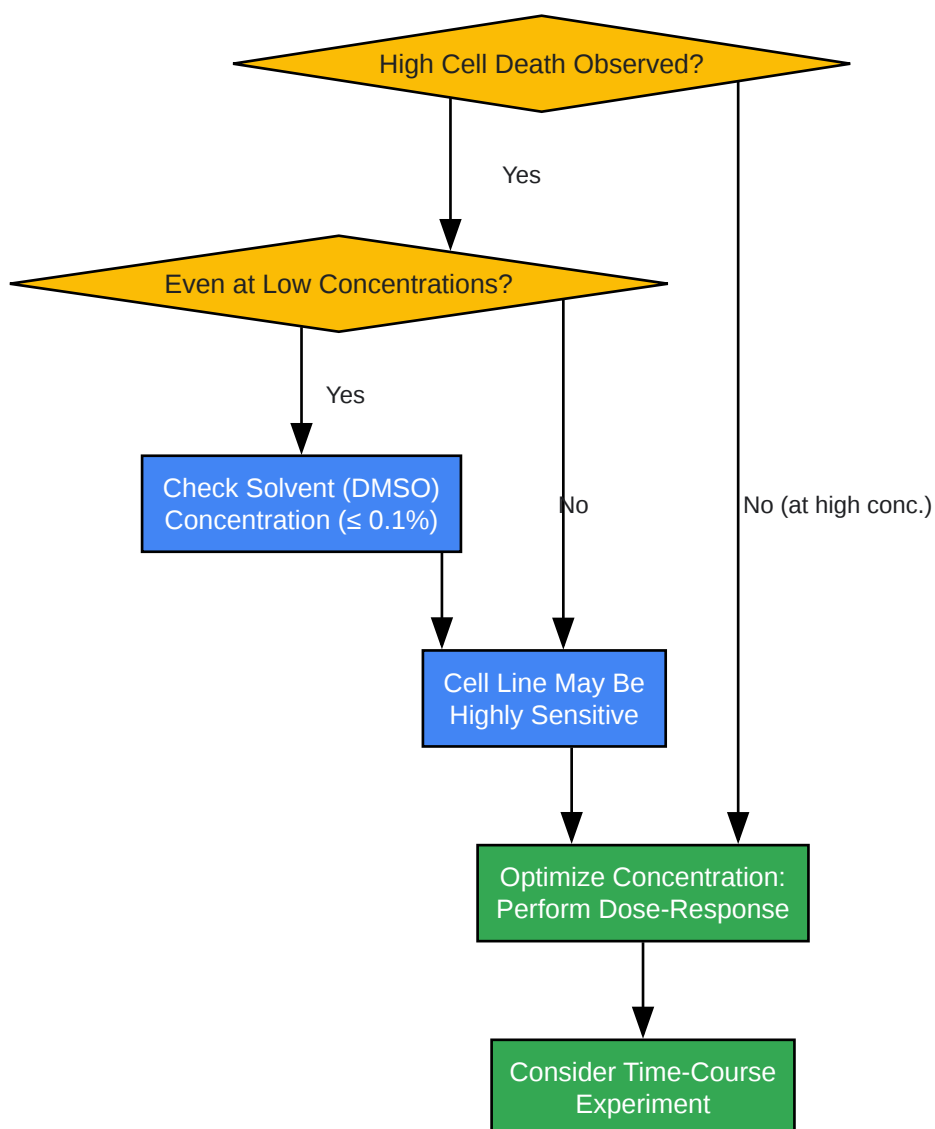 High Cell Death Observed?
Yes
Even at Low Concentrations?
Yes
Check Solvent (DMSO)
Concentration (≤ 0.1%)
No
No (at high conc.)
Cell Line May Be
Highly Sensitive
Optimize Concentration:
Perform Dose-Response
Consider Time-Course
Experiment